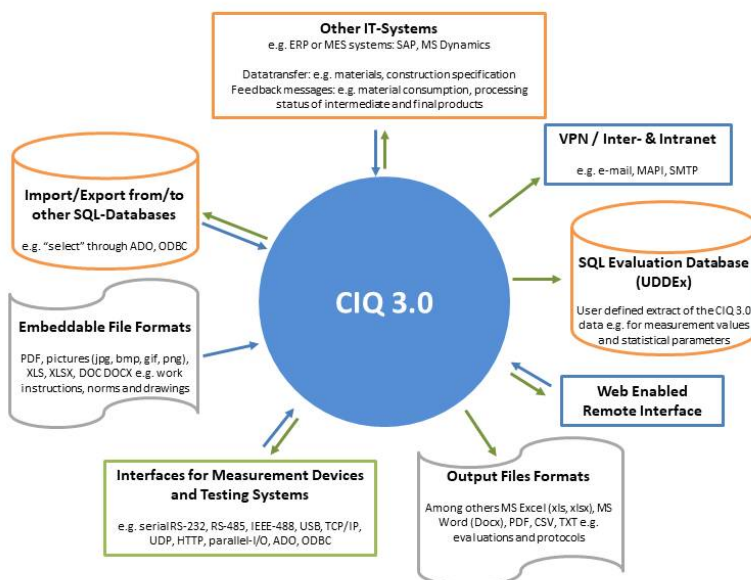 Other IT-Systems
e.g. ERP or MES systems: SAP, MS Dynamics
Datatransfer: e.g. materials, construction specification
Feedback messages: e.g. material consumption, processing
status of intermediate and final products
VPN / Inter- & Intranet
e.g. e-mail, MAPI, SMTP
Import/Export from/to
other SQL-Databases
e.g. “select” through ADO, ODBC
SQL Evaluation Database
(UDDEx)
User defined extract of the CIQ 3.0
data e.g. for measurement values
and statistical parameters
CIQ 3.0
Embeddable File Formats
PDF, pictures (jpg, bmp, gif, png),
XLS, XLSX, DOC DOCX e.g. work
instructions, norms and drawings
Web Enabled
Remote Interface
Interfaces for Measurement Devices
and Testing Systems
e.g. serial RS-232, RS-485, IEEE-488, USB, TCP/IP,
UDP, HTTP, parallel-I/O, ADO, ODBC
Output Files Formats
Among others MS Excel (xls, xlsx), MS
Word (Docx), PDF, CSV, TXT e.g.
evaluations and protocols